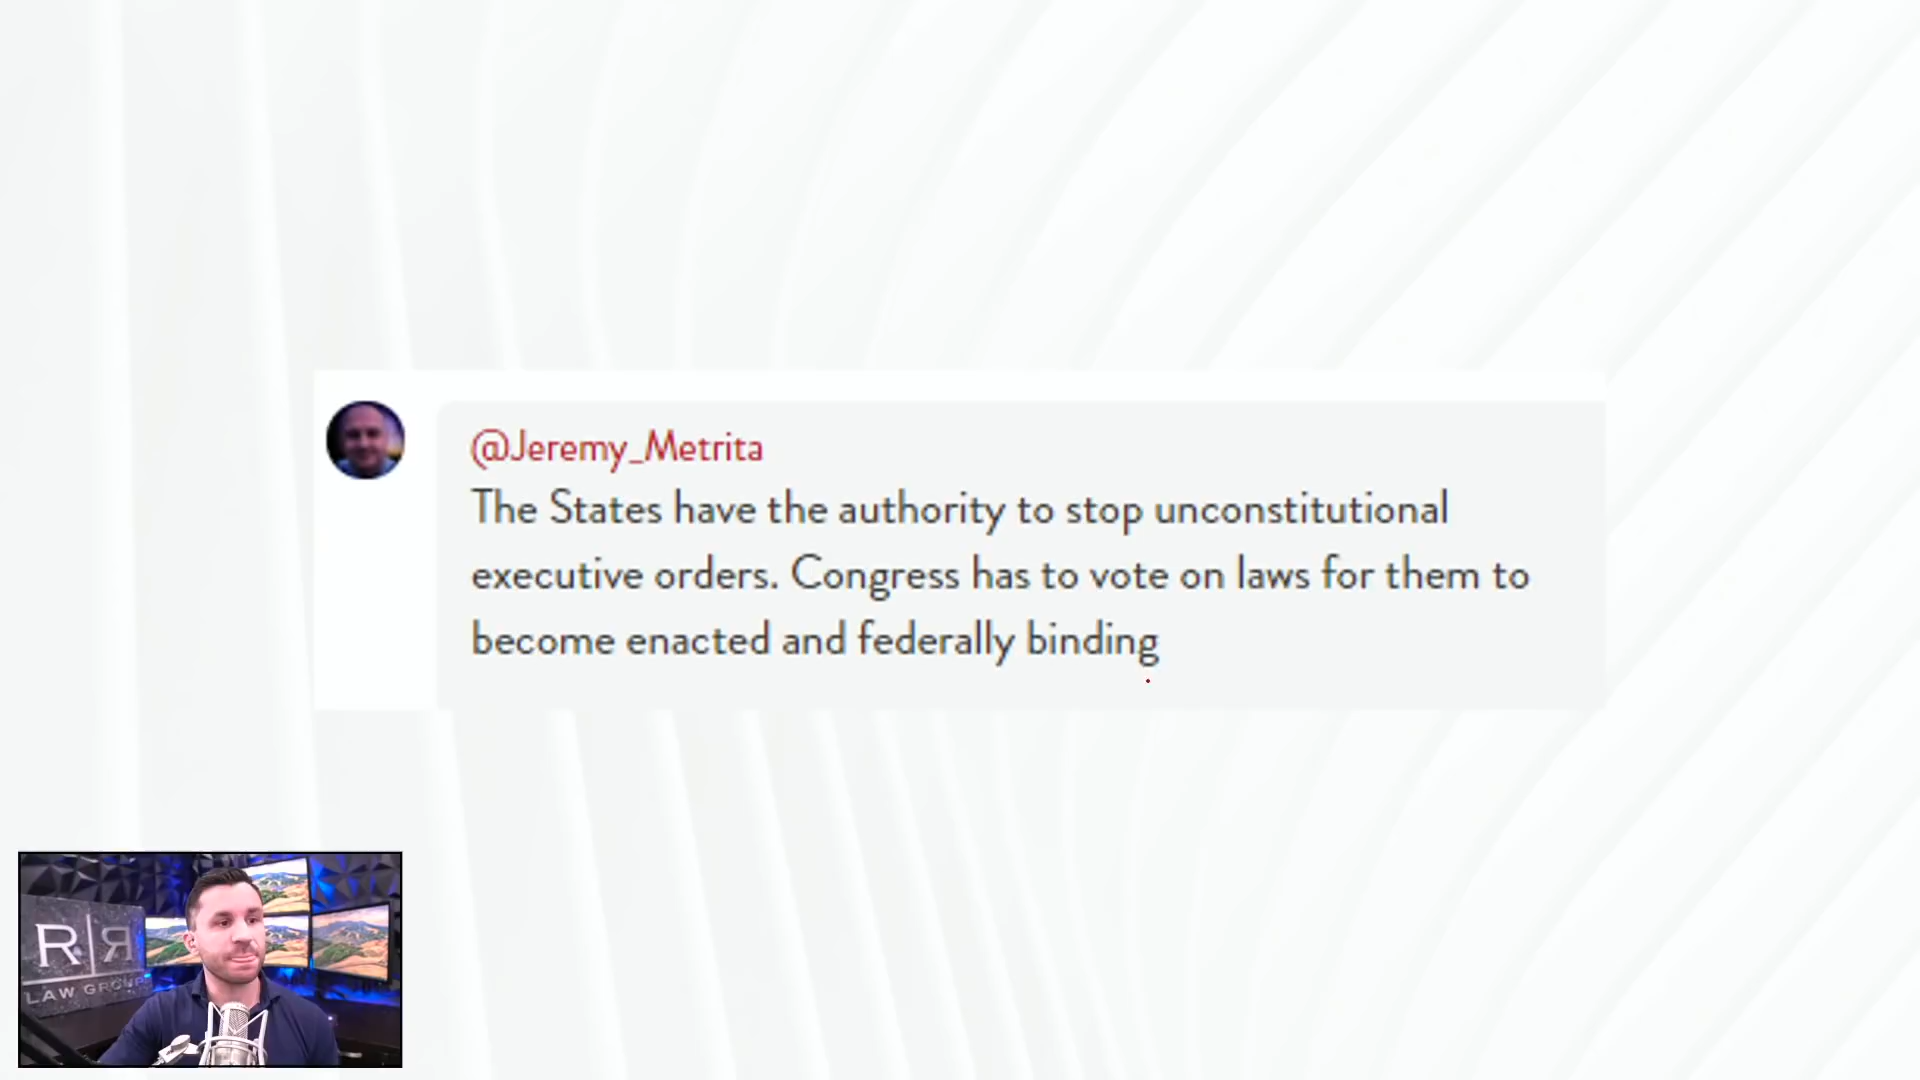 @Jeremy_Metrita
The States have the authority to stop unconstitutional
executive orders. Congress has to vote on laws for them to
become enacted and federally binding
R|R
LAW GROUP